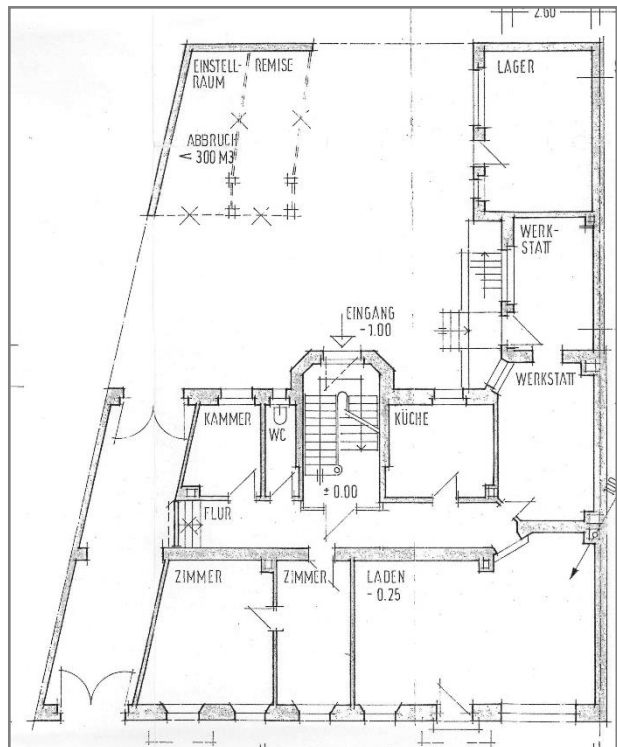 2.60
EINSTELL-
RAUM
REMISE
LAGER
ABBRUCH
< 300 M3
WERK-
STATT
EINGANG
-1.00
WERKSTATT
KAMMER
WC
KÜCHE
± 0.00
FLUR
ZIMMER
ZIMMER
LADEN
- 0.25